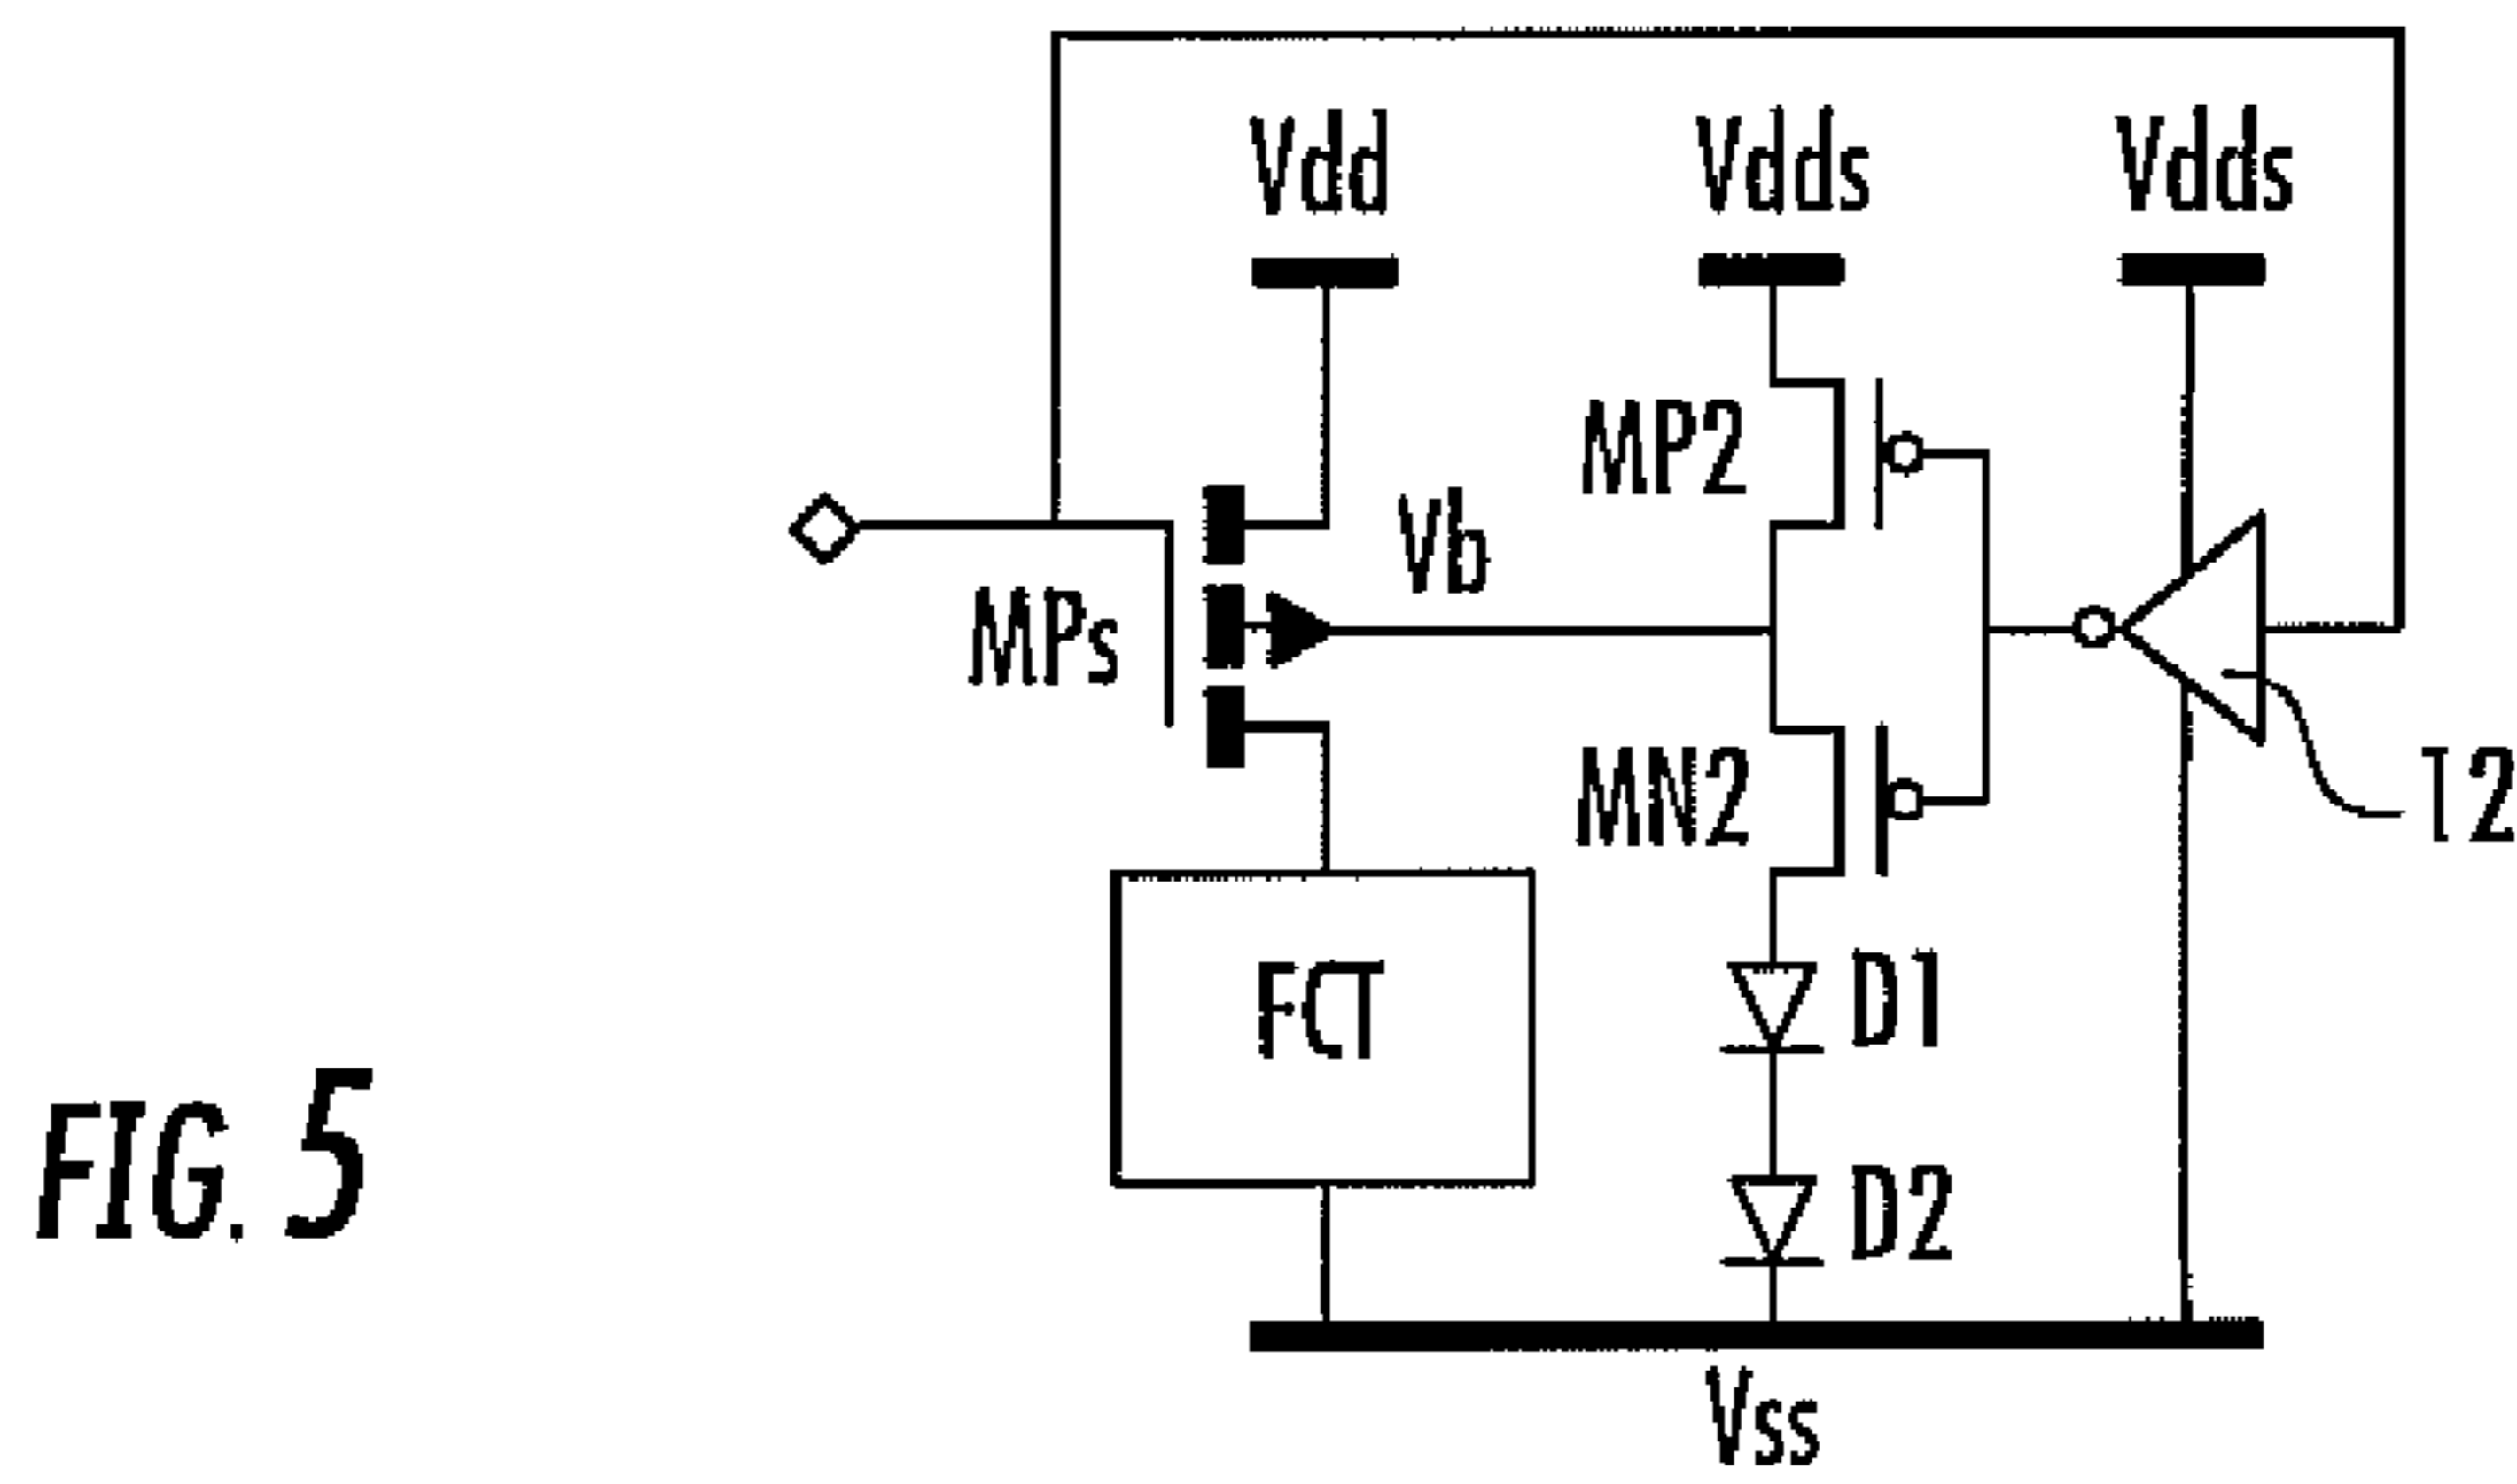 Vdd
Vdds
Vdds
MP2
Vb
MPs
MN2
I2
FCT
D1
D2
FIG. 5
Vss